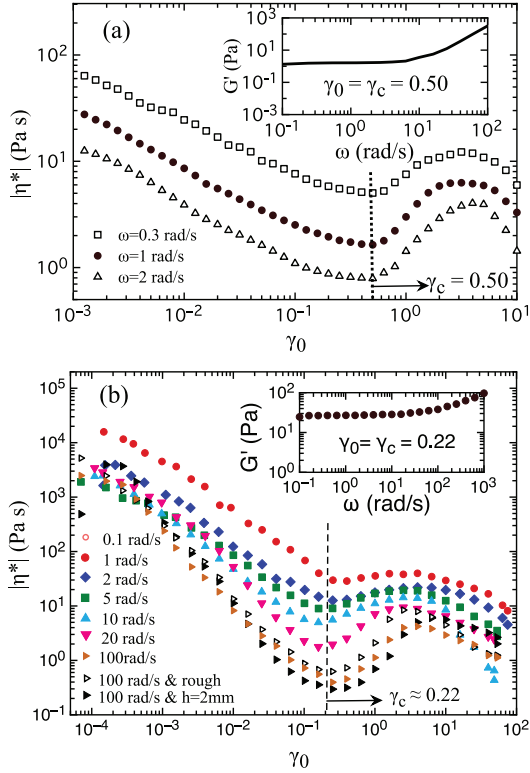 (a)
|η*| (Pa s)
10²
10¹
10⁰
10⁻³
10⁻²
10⁻¹
10⁰
10¹
γ₀
G' (Pa)
10³
10¹
10⁻¹
10⁻³
γ₀ = γc = 0.50
10⁻¹
10⁰
10¹
10²
ω (rad/s)
ω=0.3 rad/s
ω=1 rad/s
ω=2 rad/s
γc = 0.50
(b)
|η*| (Pa s)
10⁵
10⁴
10³
10²
10¹
10⁰
10⁻¹
10⁻⁴
10⁻³
10⁻²
10⁻¹
10⁰
10¹
10²
γ₀
G' (Pa)
10²
10¹
10⁰
γ₀= γc = 0.22
10⁻¹
10⁰
10¹
10²
10³
ω (rad/s)
0.1 rad/s
1 rad/s
2 rad/s
5 rad/s
10 rad/s
20 rad/s
100rad/s
100 rad/s & rough
100 rad/s & h=2mm
γc ≈ 0.22